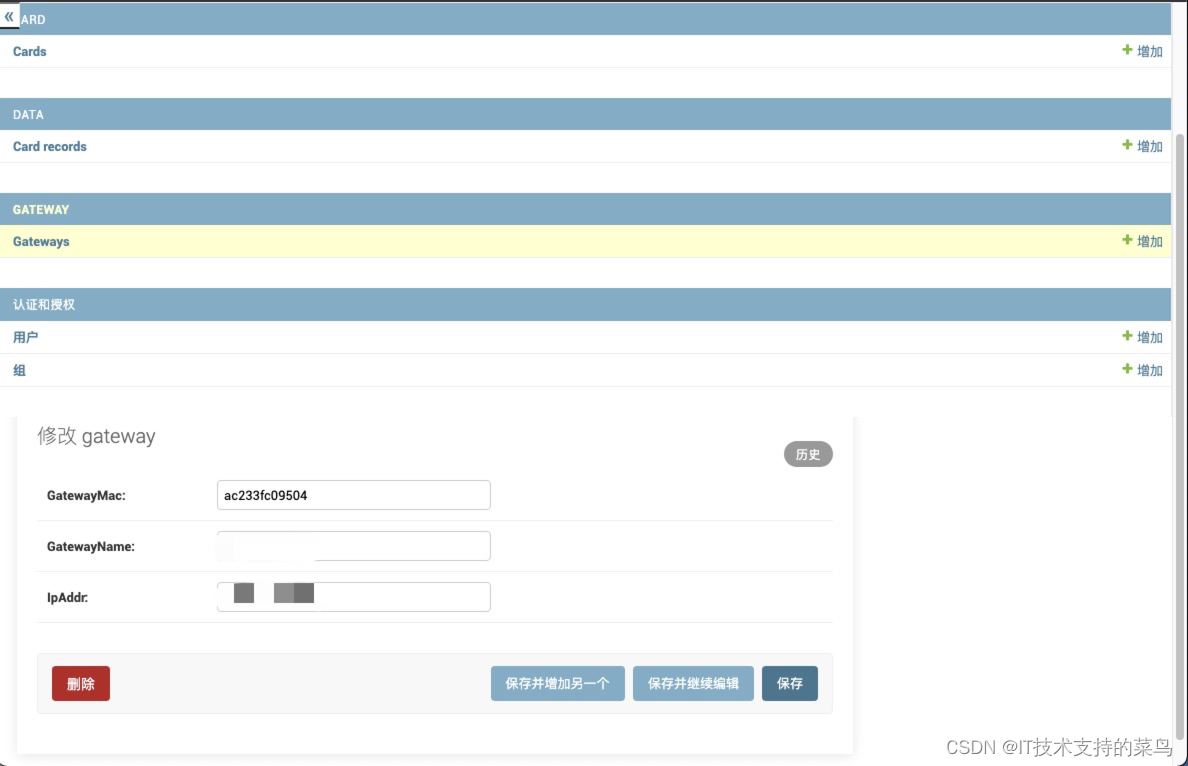 «
ARD
Cards + 增加
DATA
Card records + 增加
GATEWAY
Gateways + 增加
认证和授权
用户 + 增加
组 + 增加
修改 gateway
历史
GatewayMac: ac233fc09504
GatewayName:
IpAddr:
删除 保存并增加另一个 保存并继续编辑 保存
CSDN @IT技术支持的菜鸟